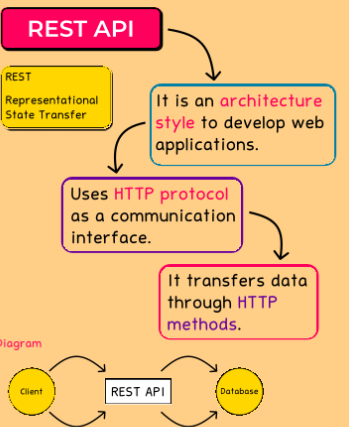 REST API
REST
Representational
State Transfer
It is an architecture
style to develop web
applications.
Uses HTTP protocol
as a communication
interface.
It transfers data
through HTTP
methods.
Diagram
Client
REST API
Database